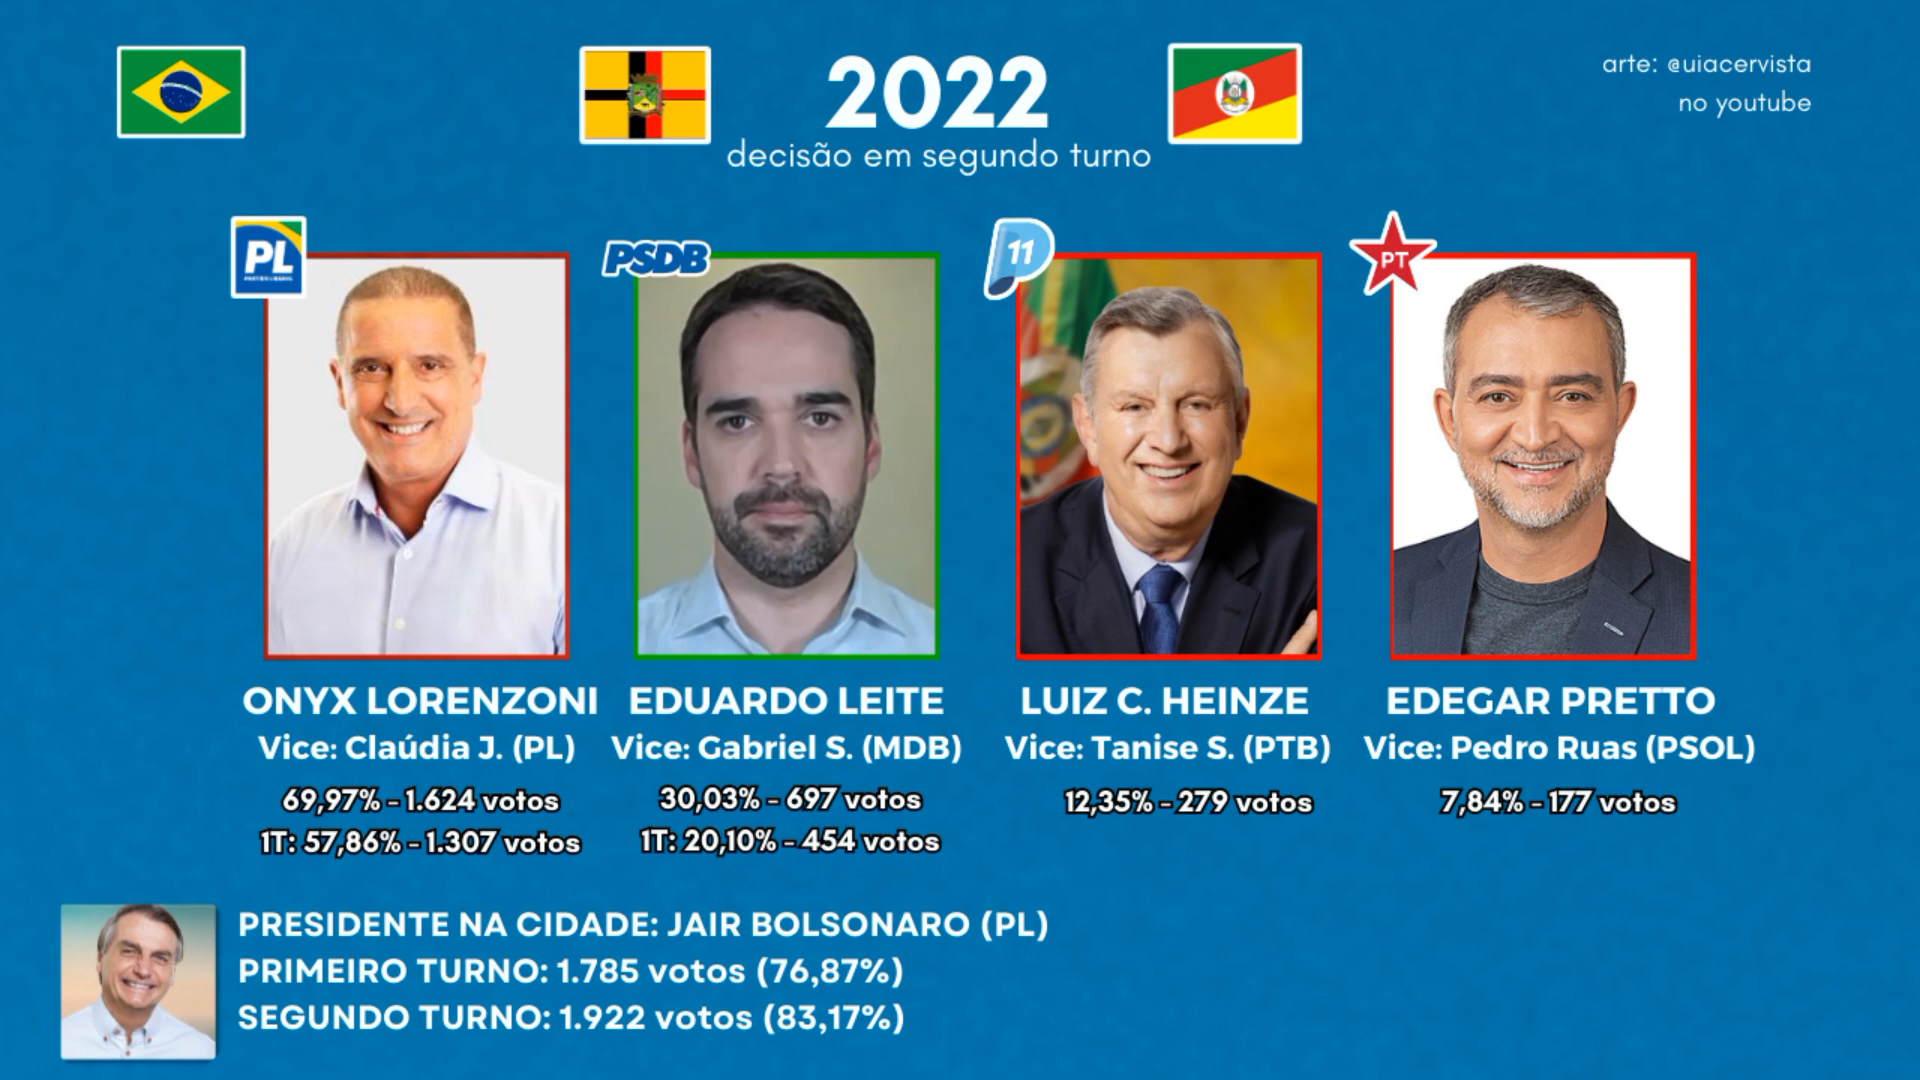 2022
decisão em segundo turno
arte: @uiacervista
no youtube
PL
PSDB
11
PT
ONYX LORENZONI
Vice: Claúdia J. (PL)
69,97% - 1.624 votos
1T: 57,86% - 1.307 votos
EDUARDO LEITE
Vice: Gabriel S. (MDB)
30,03% - 697 votos
1T: 20,10% - 454 votos
LUIZ C. HEINZE
Vice: Tanise S. (PTB)
12,35% - 279 votos
EDEGAR PRETTO
Vice: Pedro Ruas (PSOL)
7,84% - 177 votos
PRESIDENTE NA CIDADE: JAIR BOLSONARO (PL)
PRIMEIRO TURNO: 1.785 votos (76,87%)
SEGUNDO TURNO: 1.922 votos (83,17%)